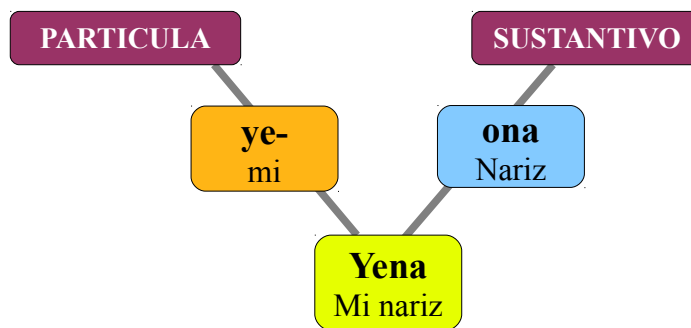 PARTICULA
SUSTANTIVO
ye-
mi
ona
Nariz
Yena
Mi nariz